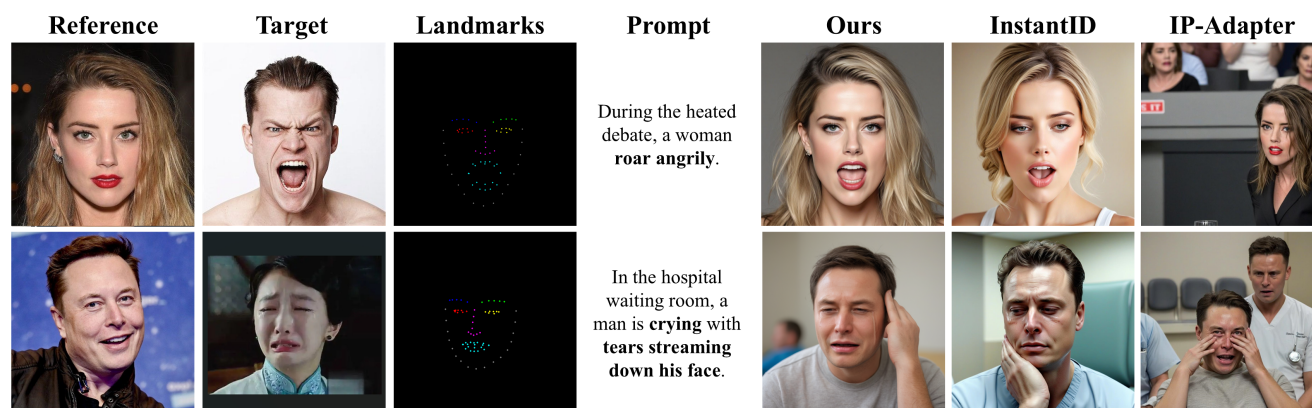 Reference Target Landmarks Prompt Ours InstantID IP-Adapter
During the heated
debate, a woman
roar angrily.
In the hospital
waiting room, a
man is crying with
tears streaming
down his face.